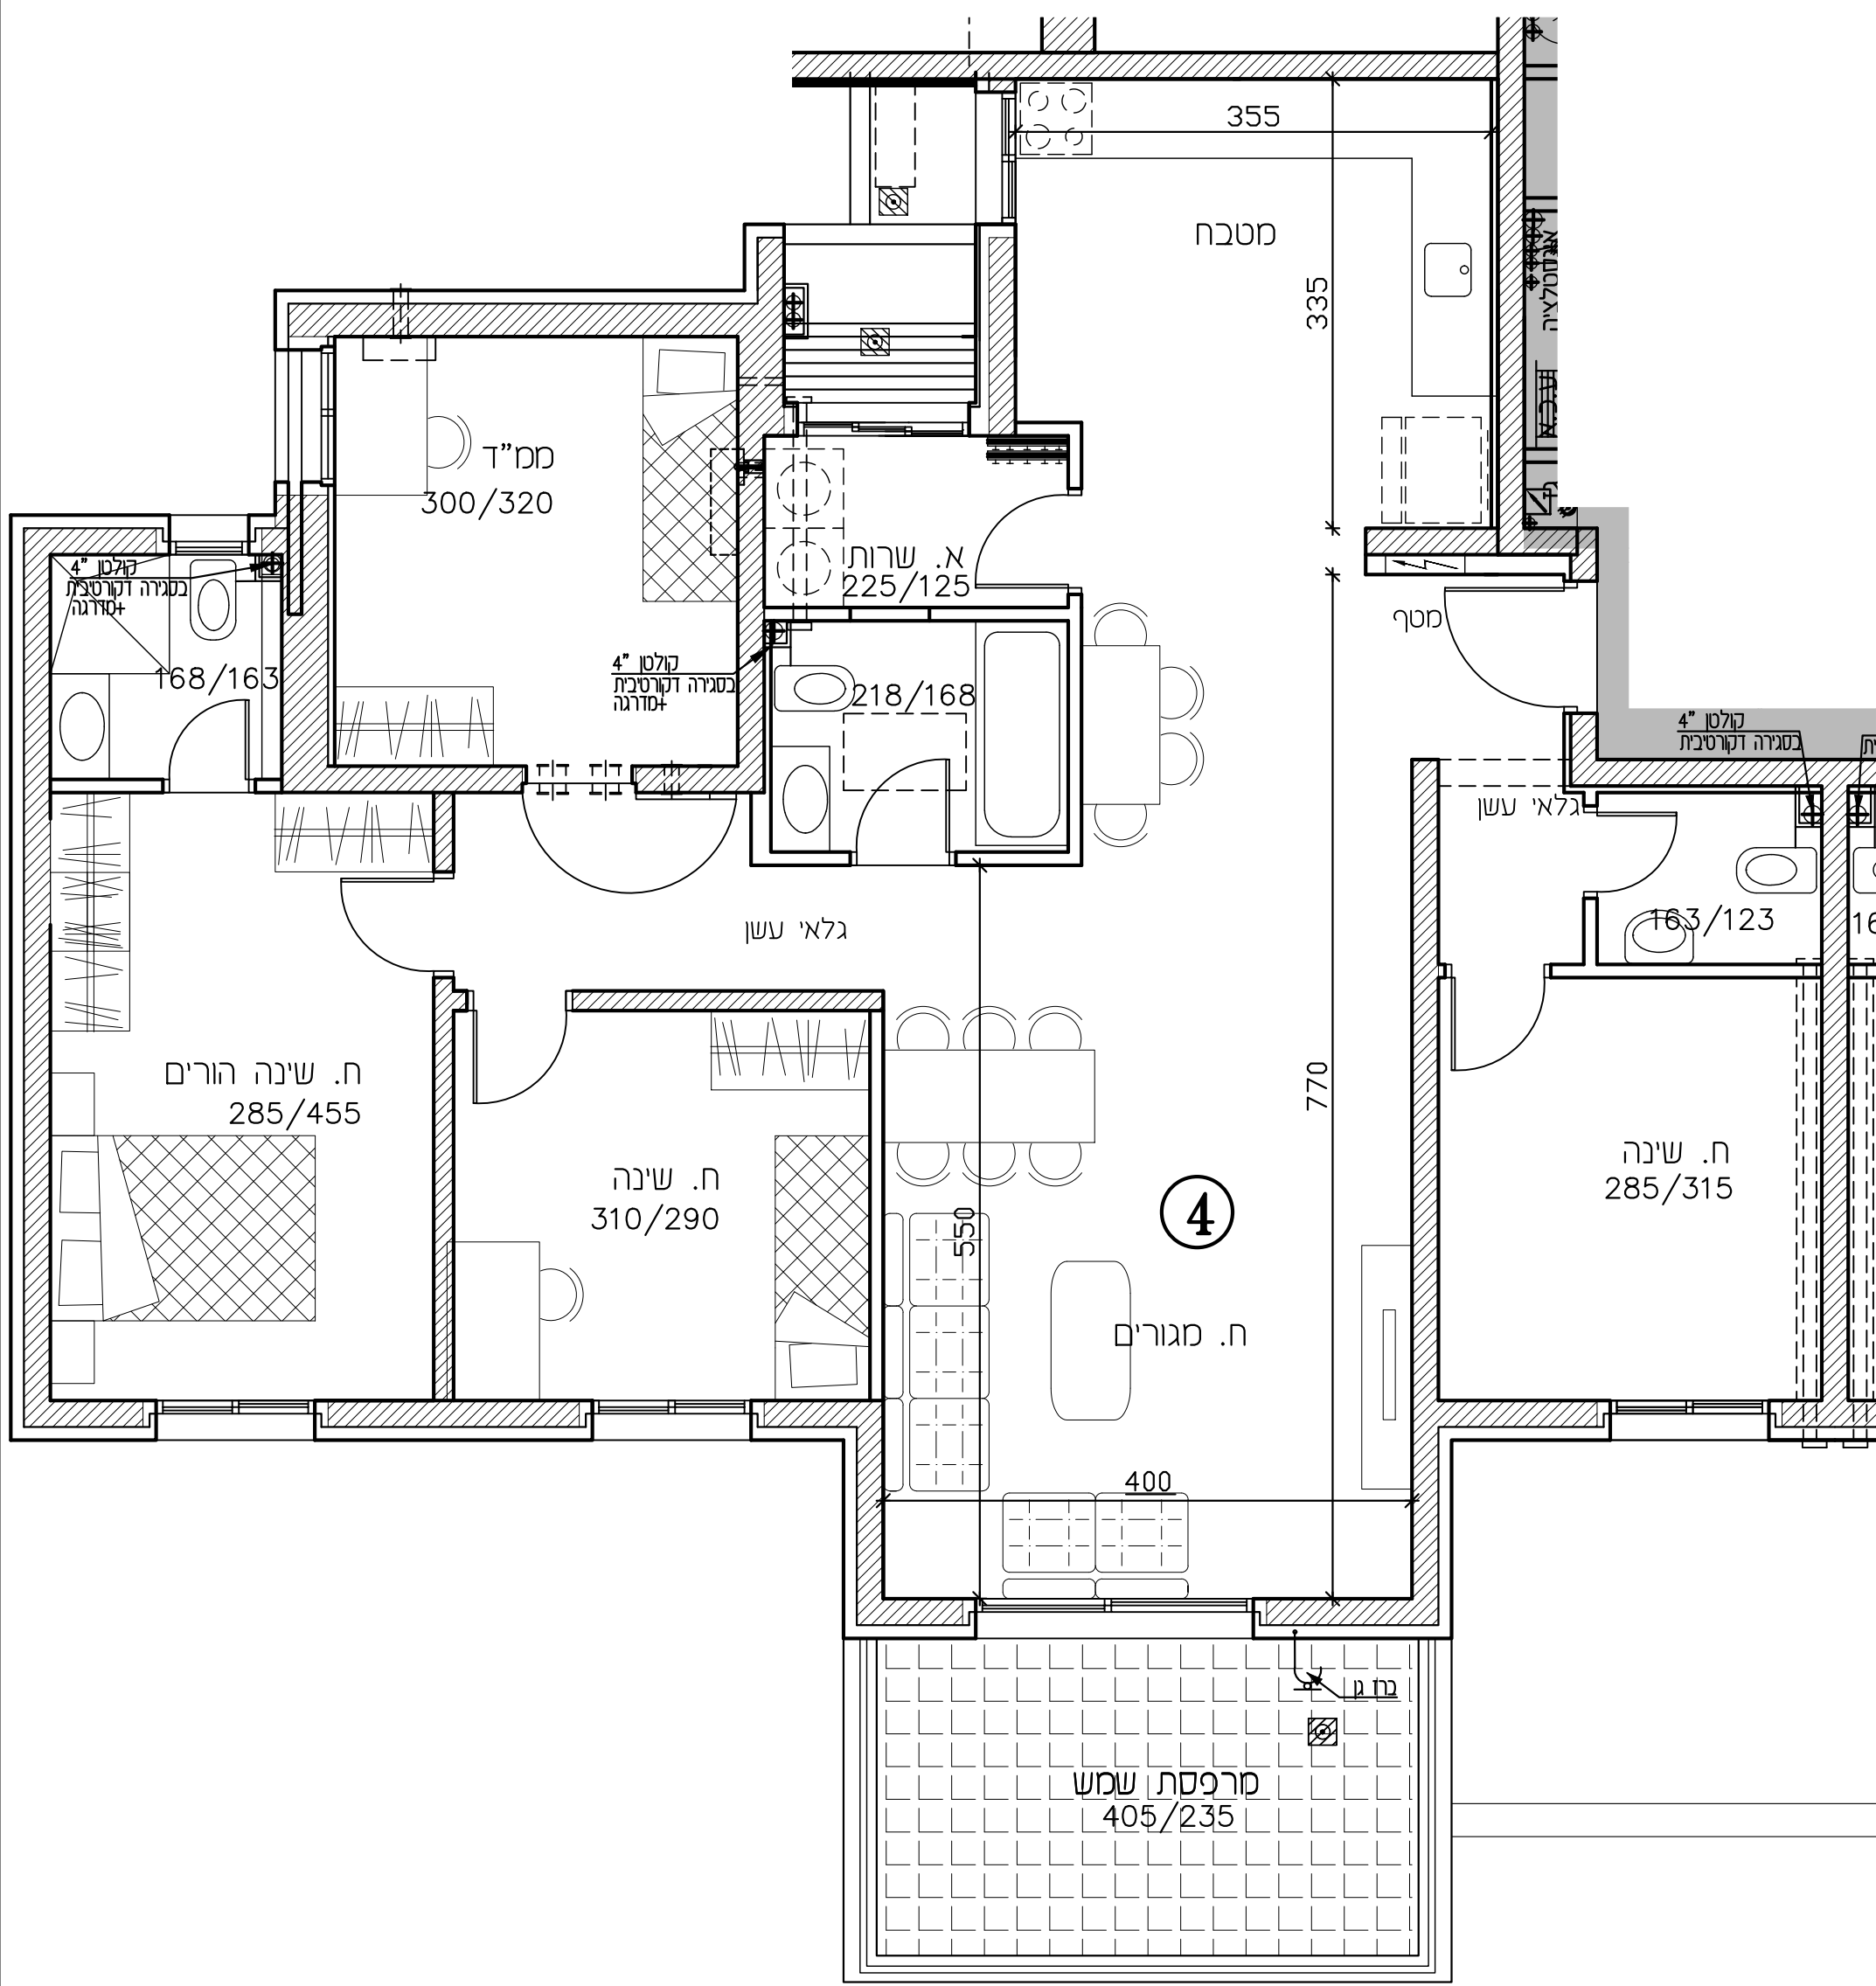 355
מטבח
335
אינסטלציה
ממ"ד
300/320
א. שרות
225/125
קולטן "4
בסגירה דקורטיבית
+מדרגה
168/163
מטף
קולטן "4
בסגירה דקורטיבית
+מדרגה
218/168
קולטן "4
בסגירה דקורטיבית
גלאי עשן
163/123
גלאי עשן
ח. שינה הורים
285/455
770
ח. שינה
285/315
ח. שינה
310/290
550
4
ח. מגורים
400
ברז גן
מרפסת שמש
405/235